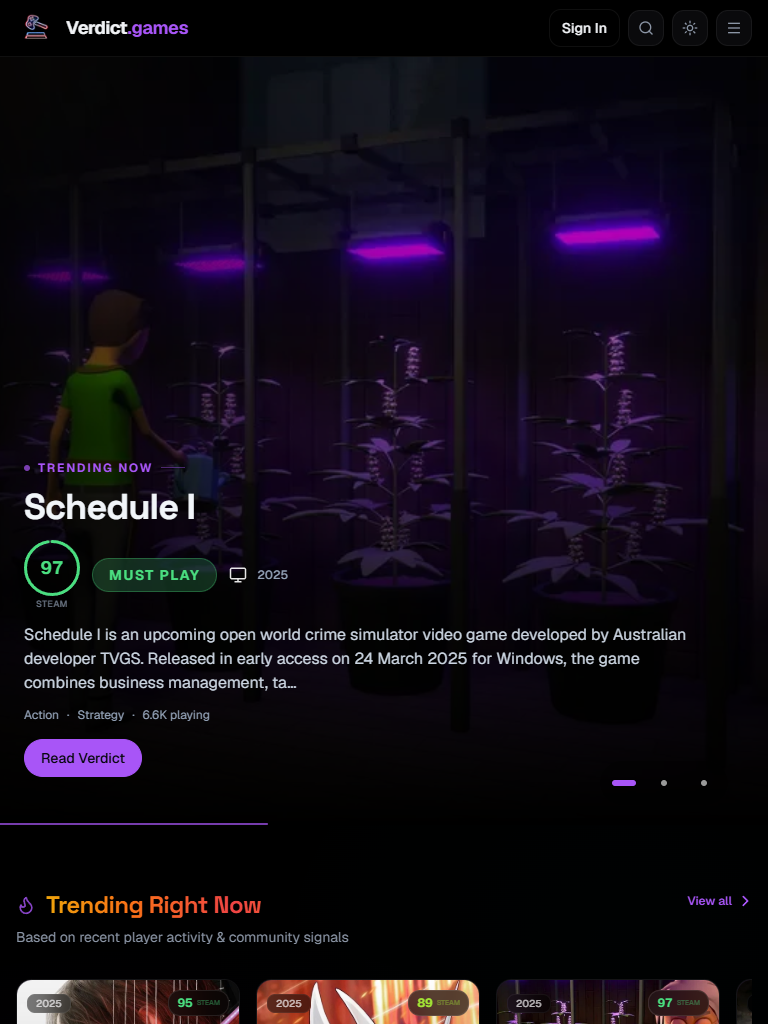 Verdict.games
Sign In
TRENDING NOW
Schedule I
97
STEAM
MUST PLAY
2025
Schedule I is an upcoming open world crime simulator video game developed by Australian
developer TVGS. Released in early access on 24 March 2025 for Windows, the game
combines business management, ta...
Action · Strategy · 6.6K playing
Read Verdict
Trending Right Now
View all
Based on recent player activity & community signals
2025
95 STEAM
2025
89 STEAM
2025
97 STEAM